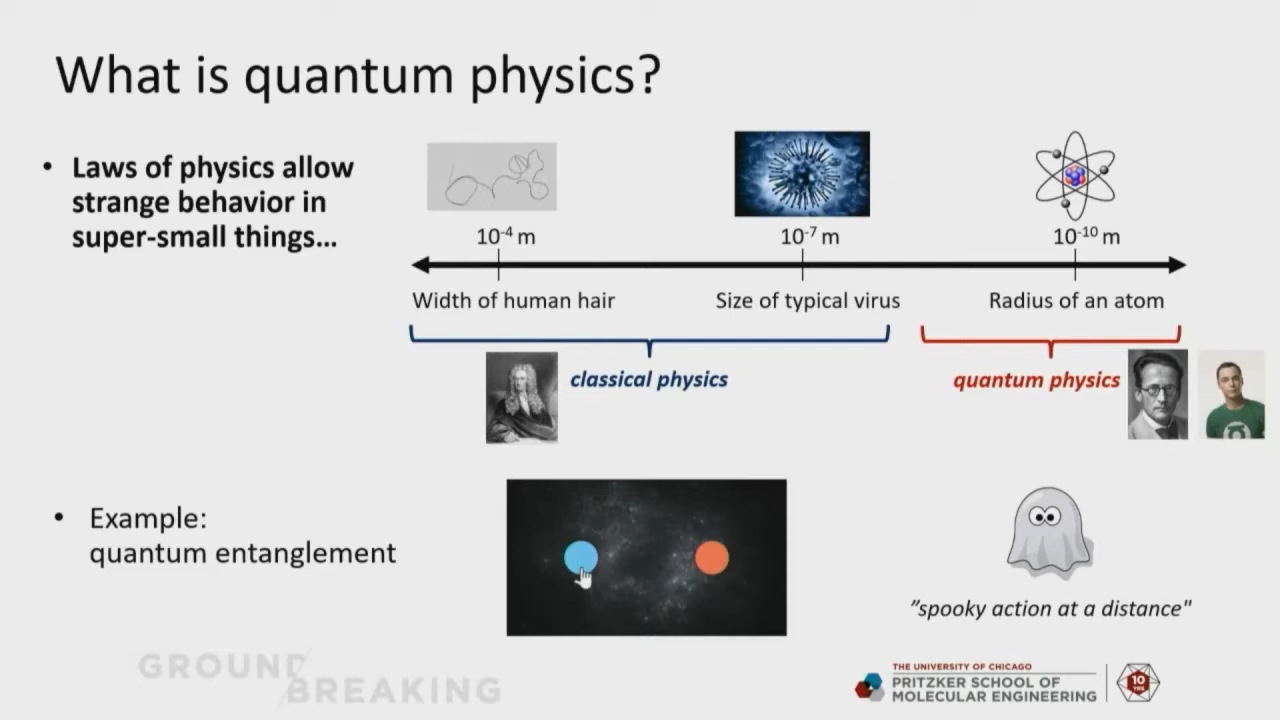 What is quantum physics?
• Laws of physics allow
strange behavior in
super-small things...
10⁻⁴ m
10⁻⁷ m
10⁻¹⁰ m
Width of human hair
Size of typical virus
Radius of an atom
classical physics
quantum physics
• Example:
quantum entanglement
”spooky action at a distance"
GROUND
BREAKING
THE UNIVERSITY OF CHICAGO
PRITZKER SCHOOL OF
MOLECULAR ENGINEERING
10
YRS